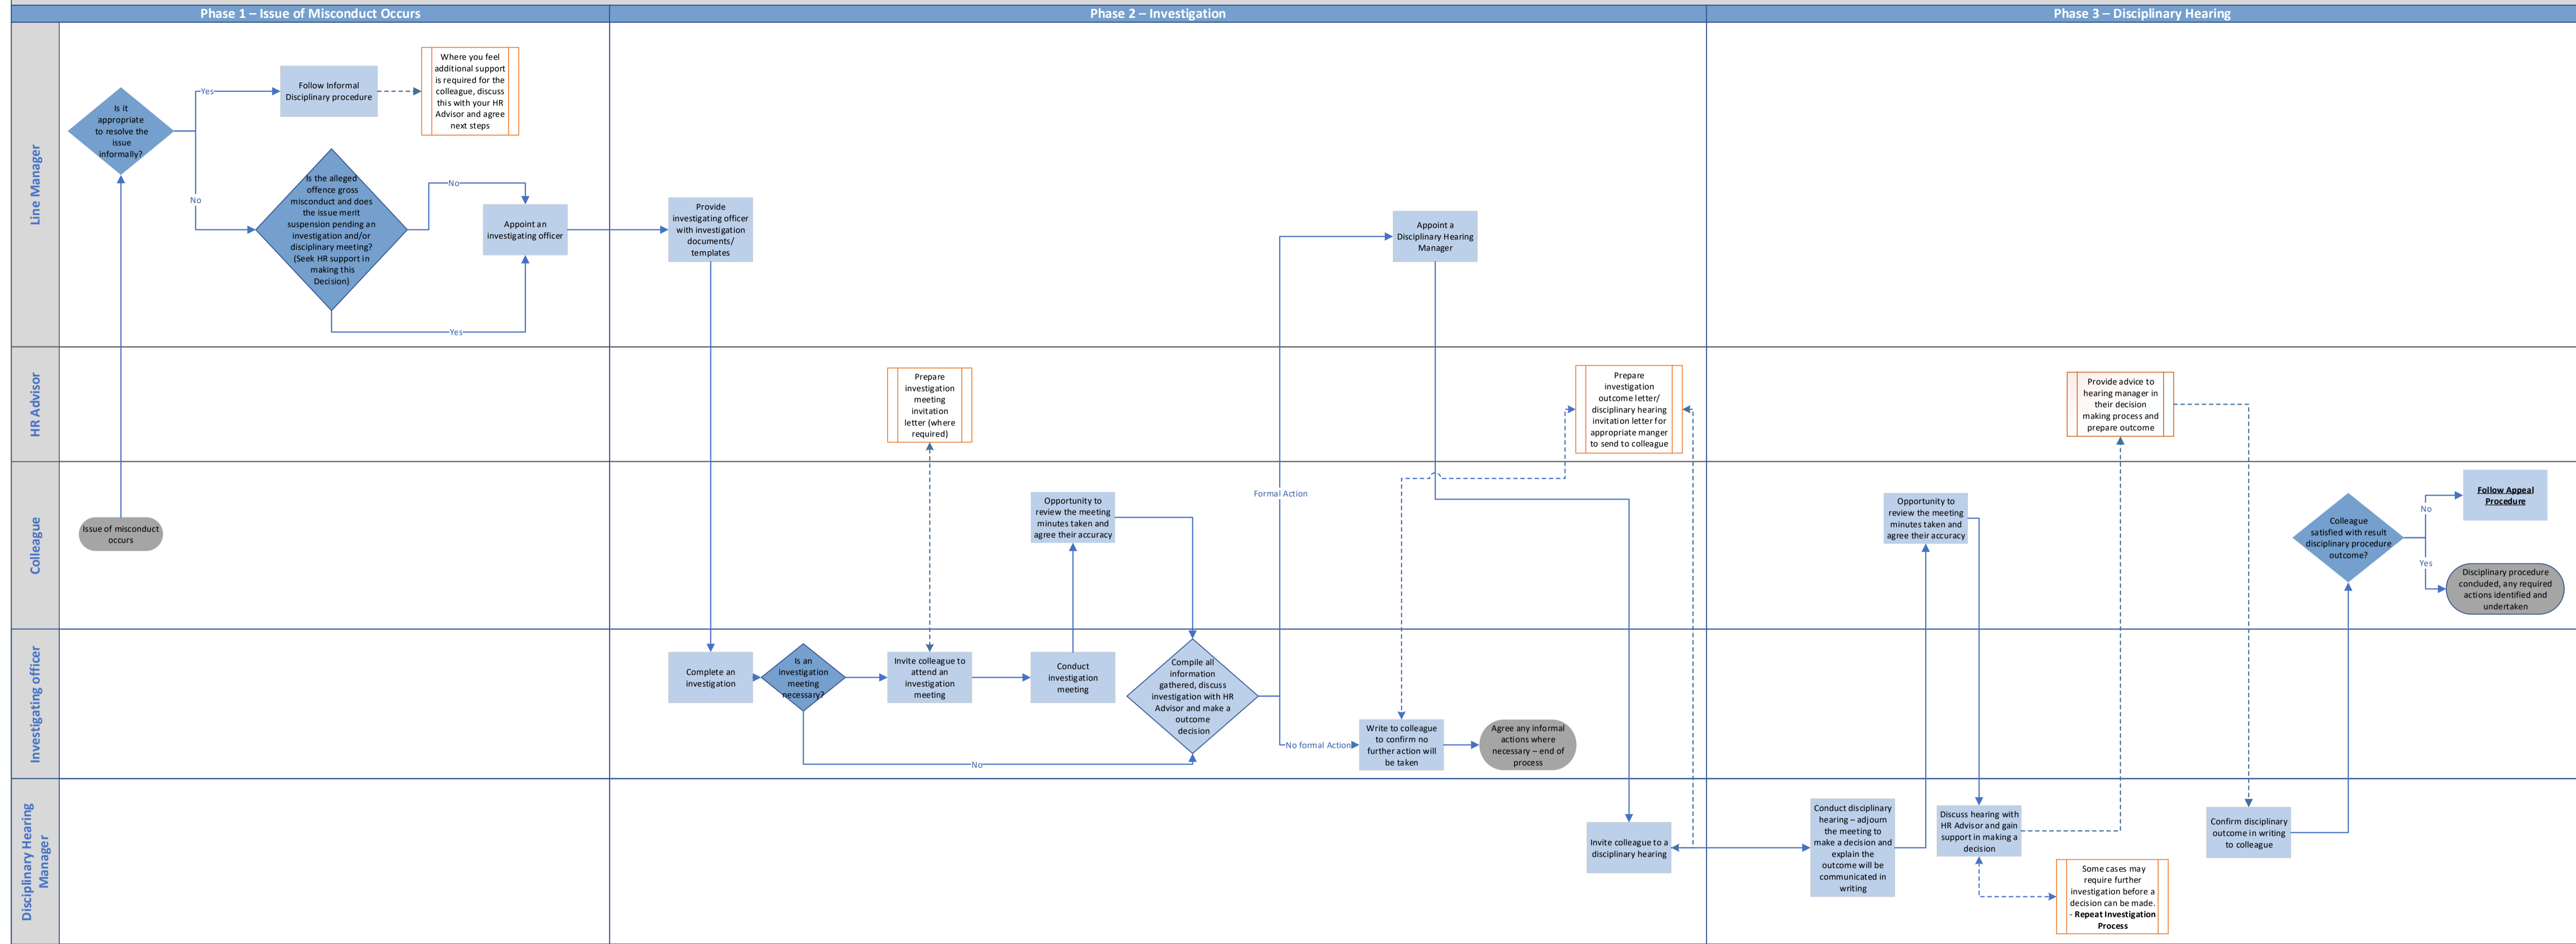 Phase 1 – Issue of Misconduct Occurs
Phase 2 – Investigation
Phase 3 – Disciplinary Hearing
Line Manager
Is it
appropriate
to resolve the
issue
informally?
Yes
No
Follow Informal
Disciplinary procedure
Where you feel
additional support
is required for the
colleague, discuss
this with your HR
Advisor and agree
next steps
Is the alleged
offence gross
misconduct and does
the issue merit
suspension pending an
investigation and/or
disciplinary meeting?
(Seek HR support in
making this
Decision)
No
Yes
Appoint an
investigating officer
Provide
investigating officer
with investigation
documents/
templates
Appoint a
Disciplinary Hearing
Manager
HR Advisor
Prepare
investigation
meeting
invitation
letter (where
required)
Prepare
investigation
outcome letter/
disciplinary hearing
invitation letter for
appropriate manger
to send to colleague
Provide advice to
hearing manager in
their decision
making process and
prepare outcome
Colleague
Issue of misconduct
occurs
Opportunity to
review the meeting
minutes taken and
agree their accuracy
Formal Action
Opportunity to
review the meeting
minutes taken and
agree their accuracy
Colleague
satisfied with result
disciplinary procedure
outcome?
No
Yes
Follow Appeal
Procedure
Disciplinary procedure
concluded, any required
actions identified and
undertaken
Investigating officer
Complete an
investigation
Is an
investigation
meeting
necessary?
No
Invite colleague to
attend an
investigation
meeting
Conduct
investigation
meeting
Compile all
information
gathered, discuss
investigation with HR
Advisor and make a
outcome
decision
No formal Action
Write to colleague
to confirm no
further action will
be taken
Agree any informal
actions where
necessary – end of
process
Disciplinary Hearing
Manager
Invite colleague to a
disciplinary hearing
Conduct disciplinary
hearing – adjourn
the meeting to
make a decision and
explain the
outcome will be
communicated in
writing
Discuss hearing with
HR Advisor and gain
support in making a
decision
Some cases may
require further
investigation before a
decision can be made.
- Repeat Investigation
Process
Confirm disciplinary
outcome in writing
to colleague